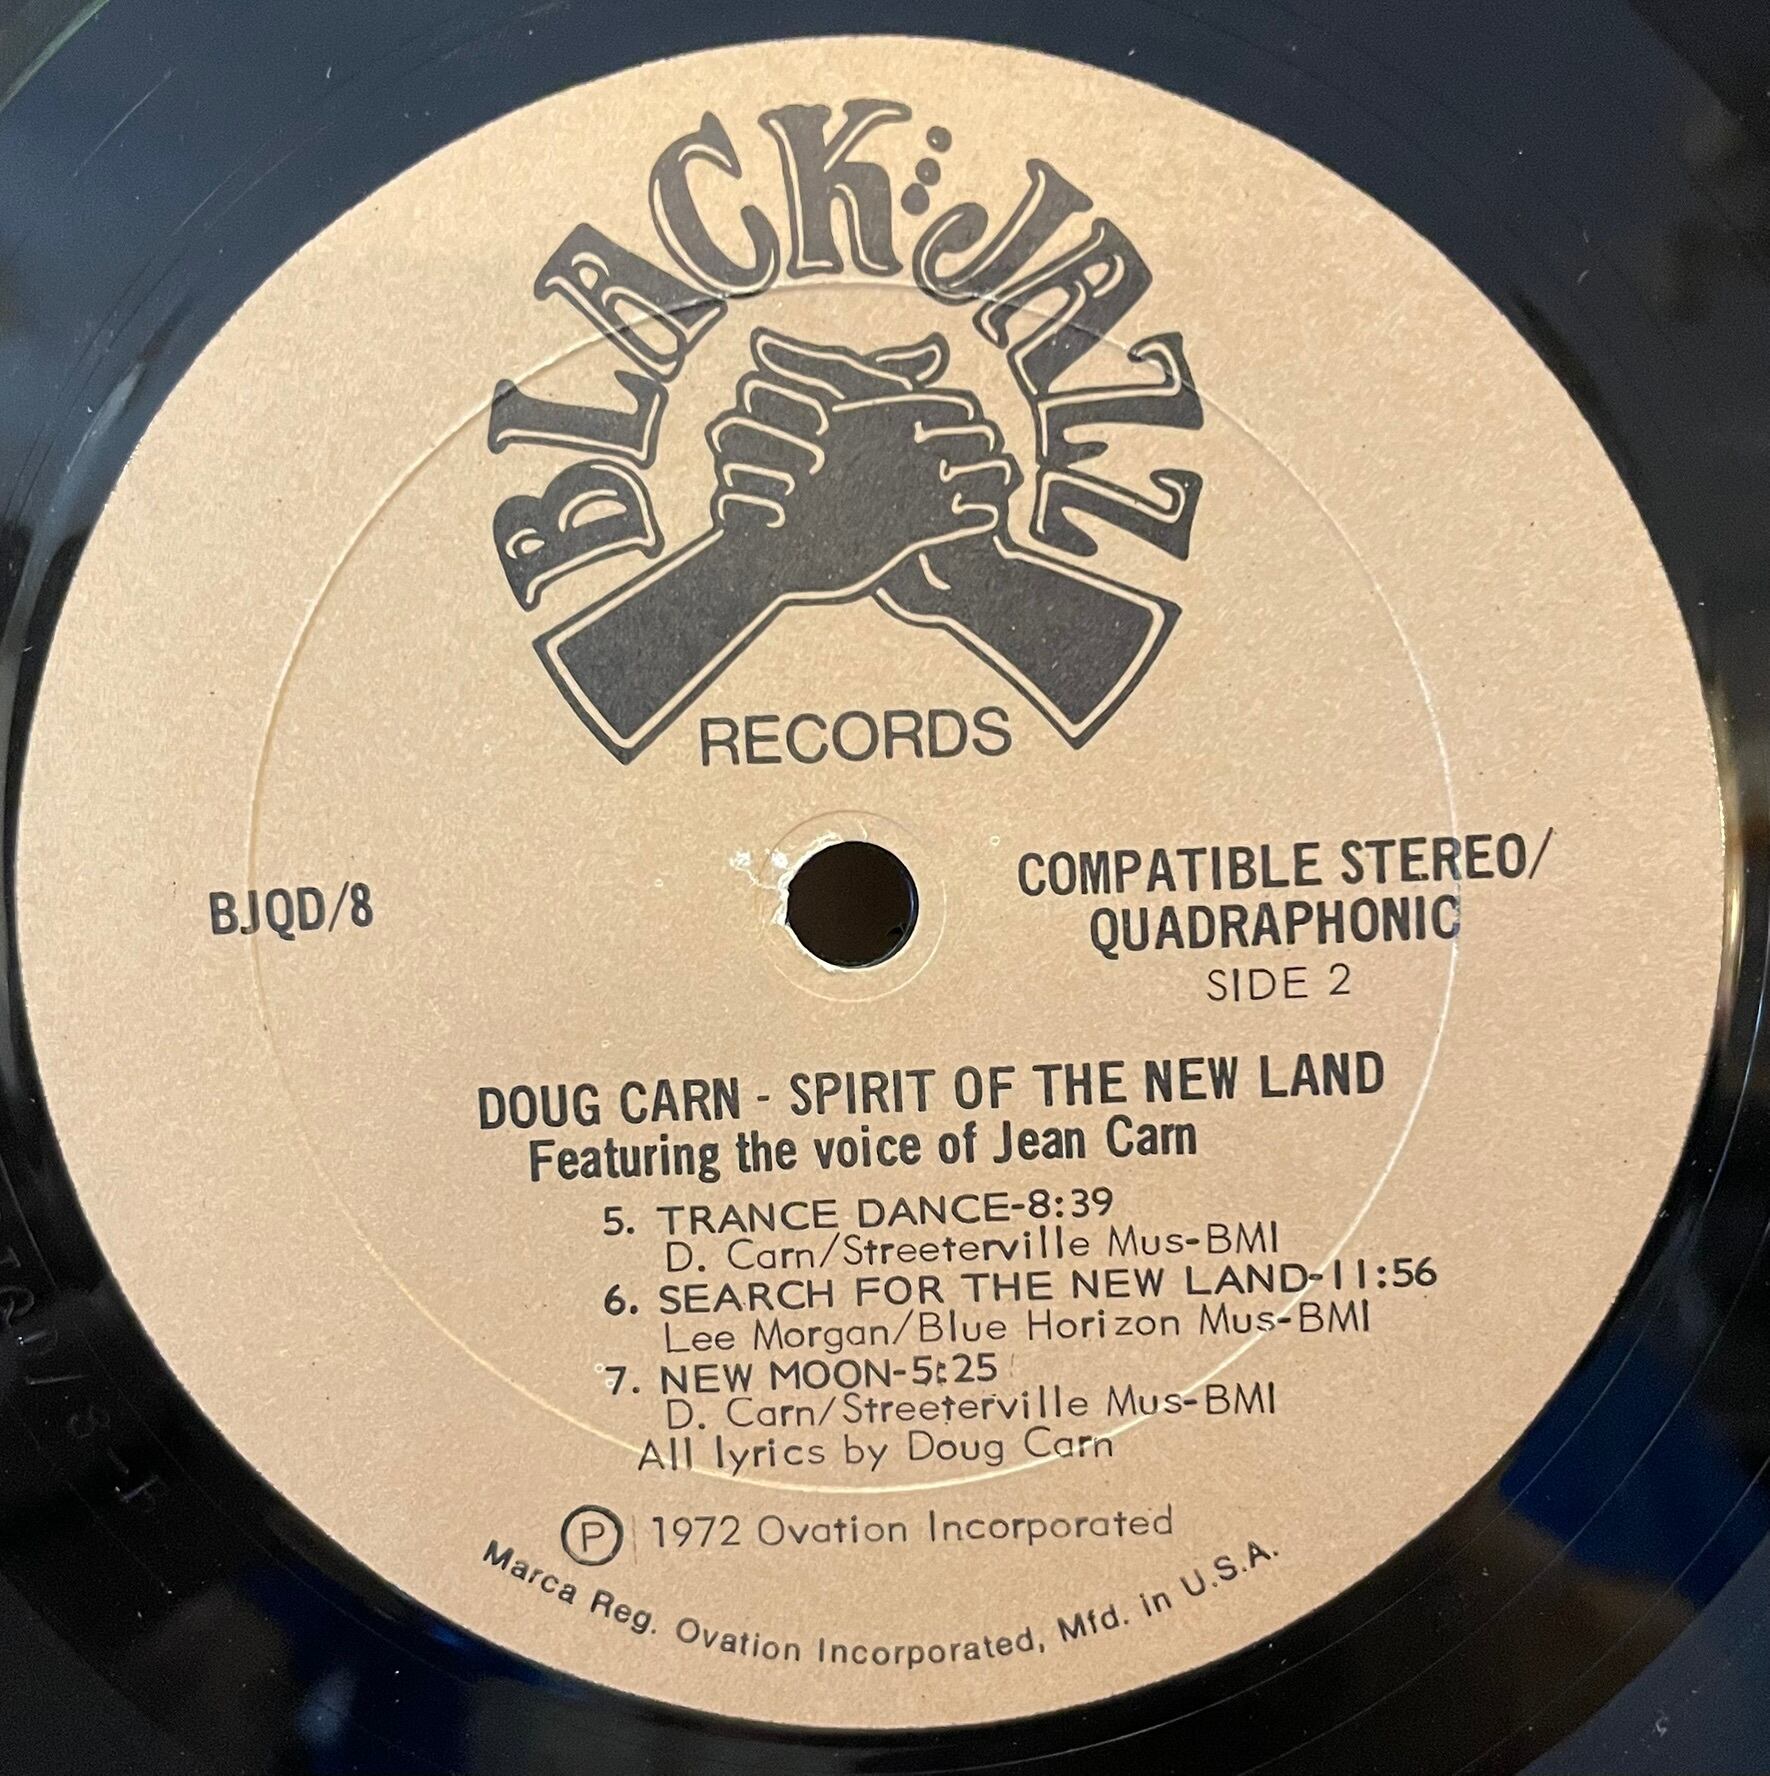 BLACK JAZZ
RECORDS
BJQD/8
COMPATIBLE STEREO/
QUADRAPHONIC
SIDE 2
DOUG CARN - SPIRIT OF THE NEW LAND
Featuring the voice of Jean Carn
5. TRANCE DANCE-8:39
D. Carn/Streeterville Mus-BMI
6. SEARCH FOR THE NEW LAND-11:56
Lee Morgan/Blue Horizon Mus-BMI
7. NEW MOON-5:25
D. Carn/Streeterville Mus-BMI
All lyrics by Doug Carn
Ⓟ 1972 Ovation Incorporated
Marca Reg. Ovation Incorporated, Mfd. in U.S.A.